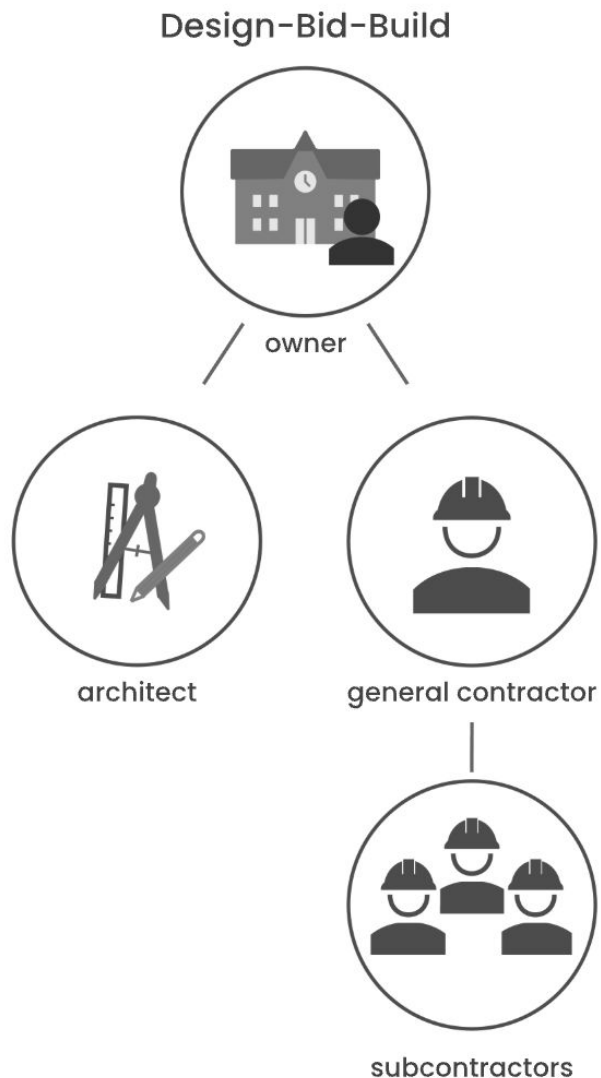 Design-Bid-Build
owner
architect
general contractor
subcontractors